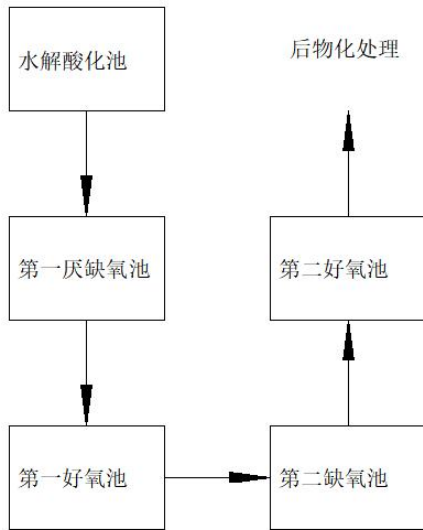 水解酸化池
后物化处理
第一厌缺氧池
第二好氧池
第一好氧池
第二缺氧池